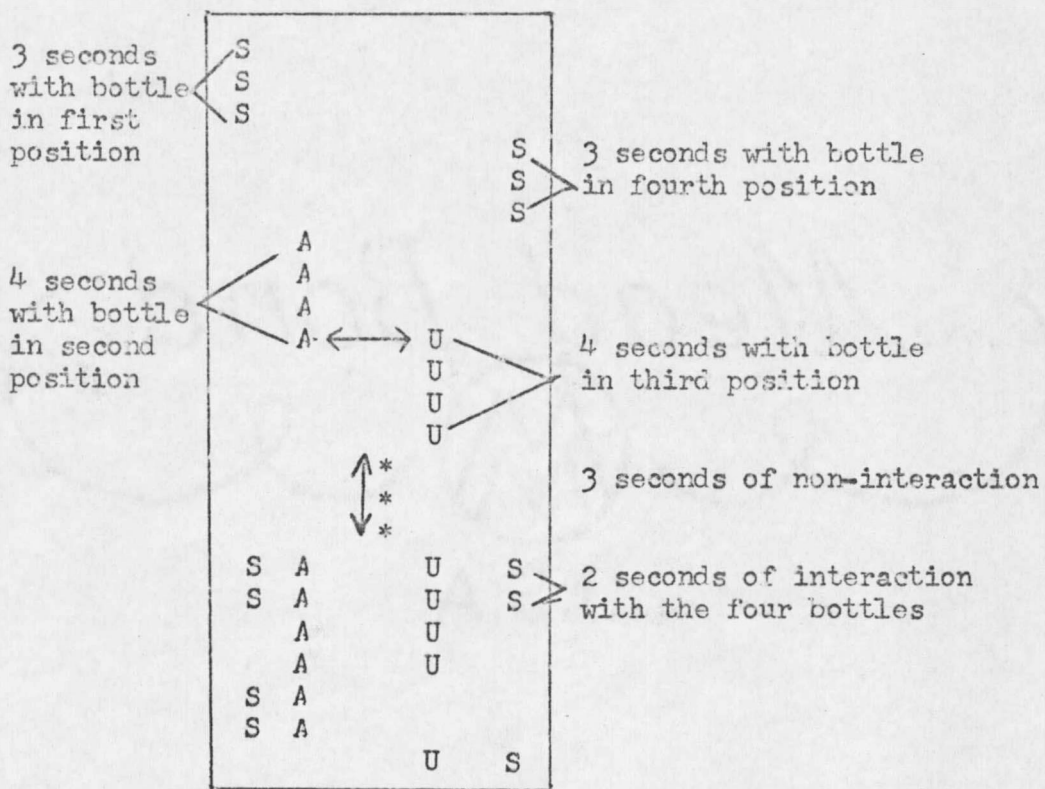 3 seconds
with bottle
in first
position
S
S
S
S
S
S
3 seconds with bottle
in fourth position
A
A
A
A U
U
U
U
4 seconds
with bottle
in second
position
4 seconds with bottle
in third position
*
*
*
3 seconds of non-interaction
S A U S
S A U S
A U
A U
S A
S A
U S
2 seconds of interaction
with the four bottles